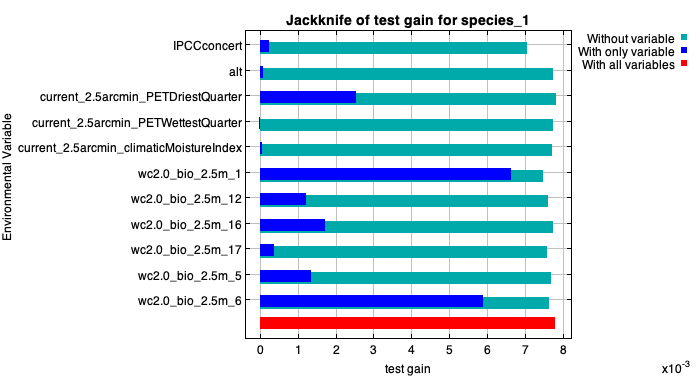 Jackknife of test gain for species_1
Without variable
With only variable
With all variables
Environmental Variable
IPCCconcert
alt
current_2.5arcmin_PETDriestQuarter
current_2.5arcmin_PETWettestQuarter
current_2.5arcmin_climaticMoistureIndex
wc2.0_bio_2.5m_1
wc2.0_bio_2.5m_12
wc2.0_bio_2.5m_16
wc2.0_bio_2.5m_17
wc2.0_bio_2.5m_5
wc2.0_bio_2.5m_6
0 1 2 3 4 5 6 7 8
test gain
x10-3